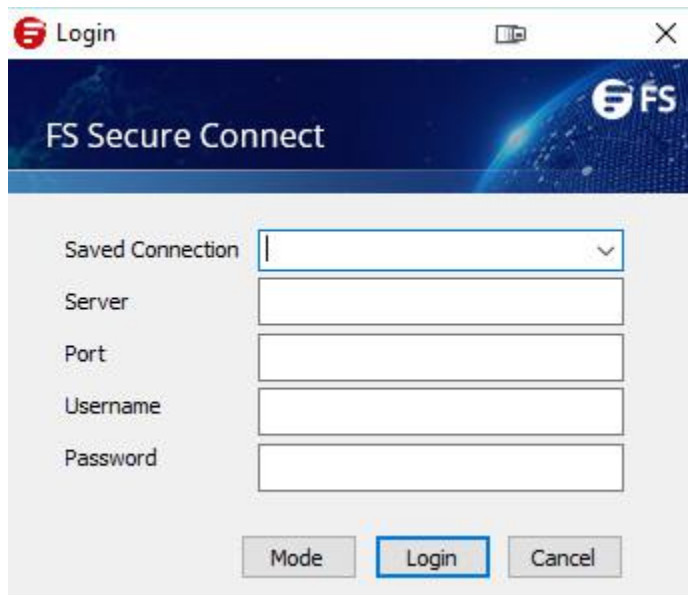 Login
FS
FS Secure Connect
Saved Connection
Server
Port
Username
Password
Mode Login Cancel